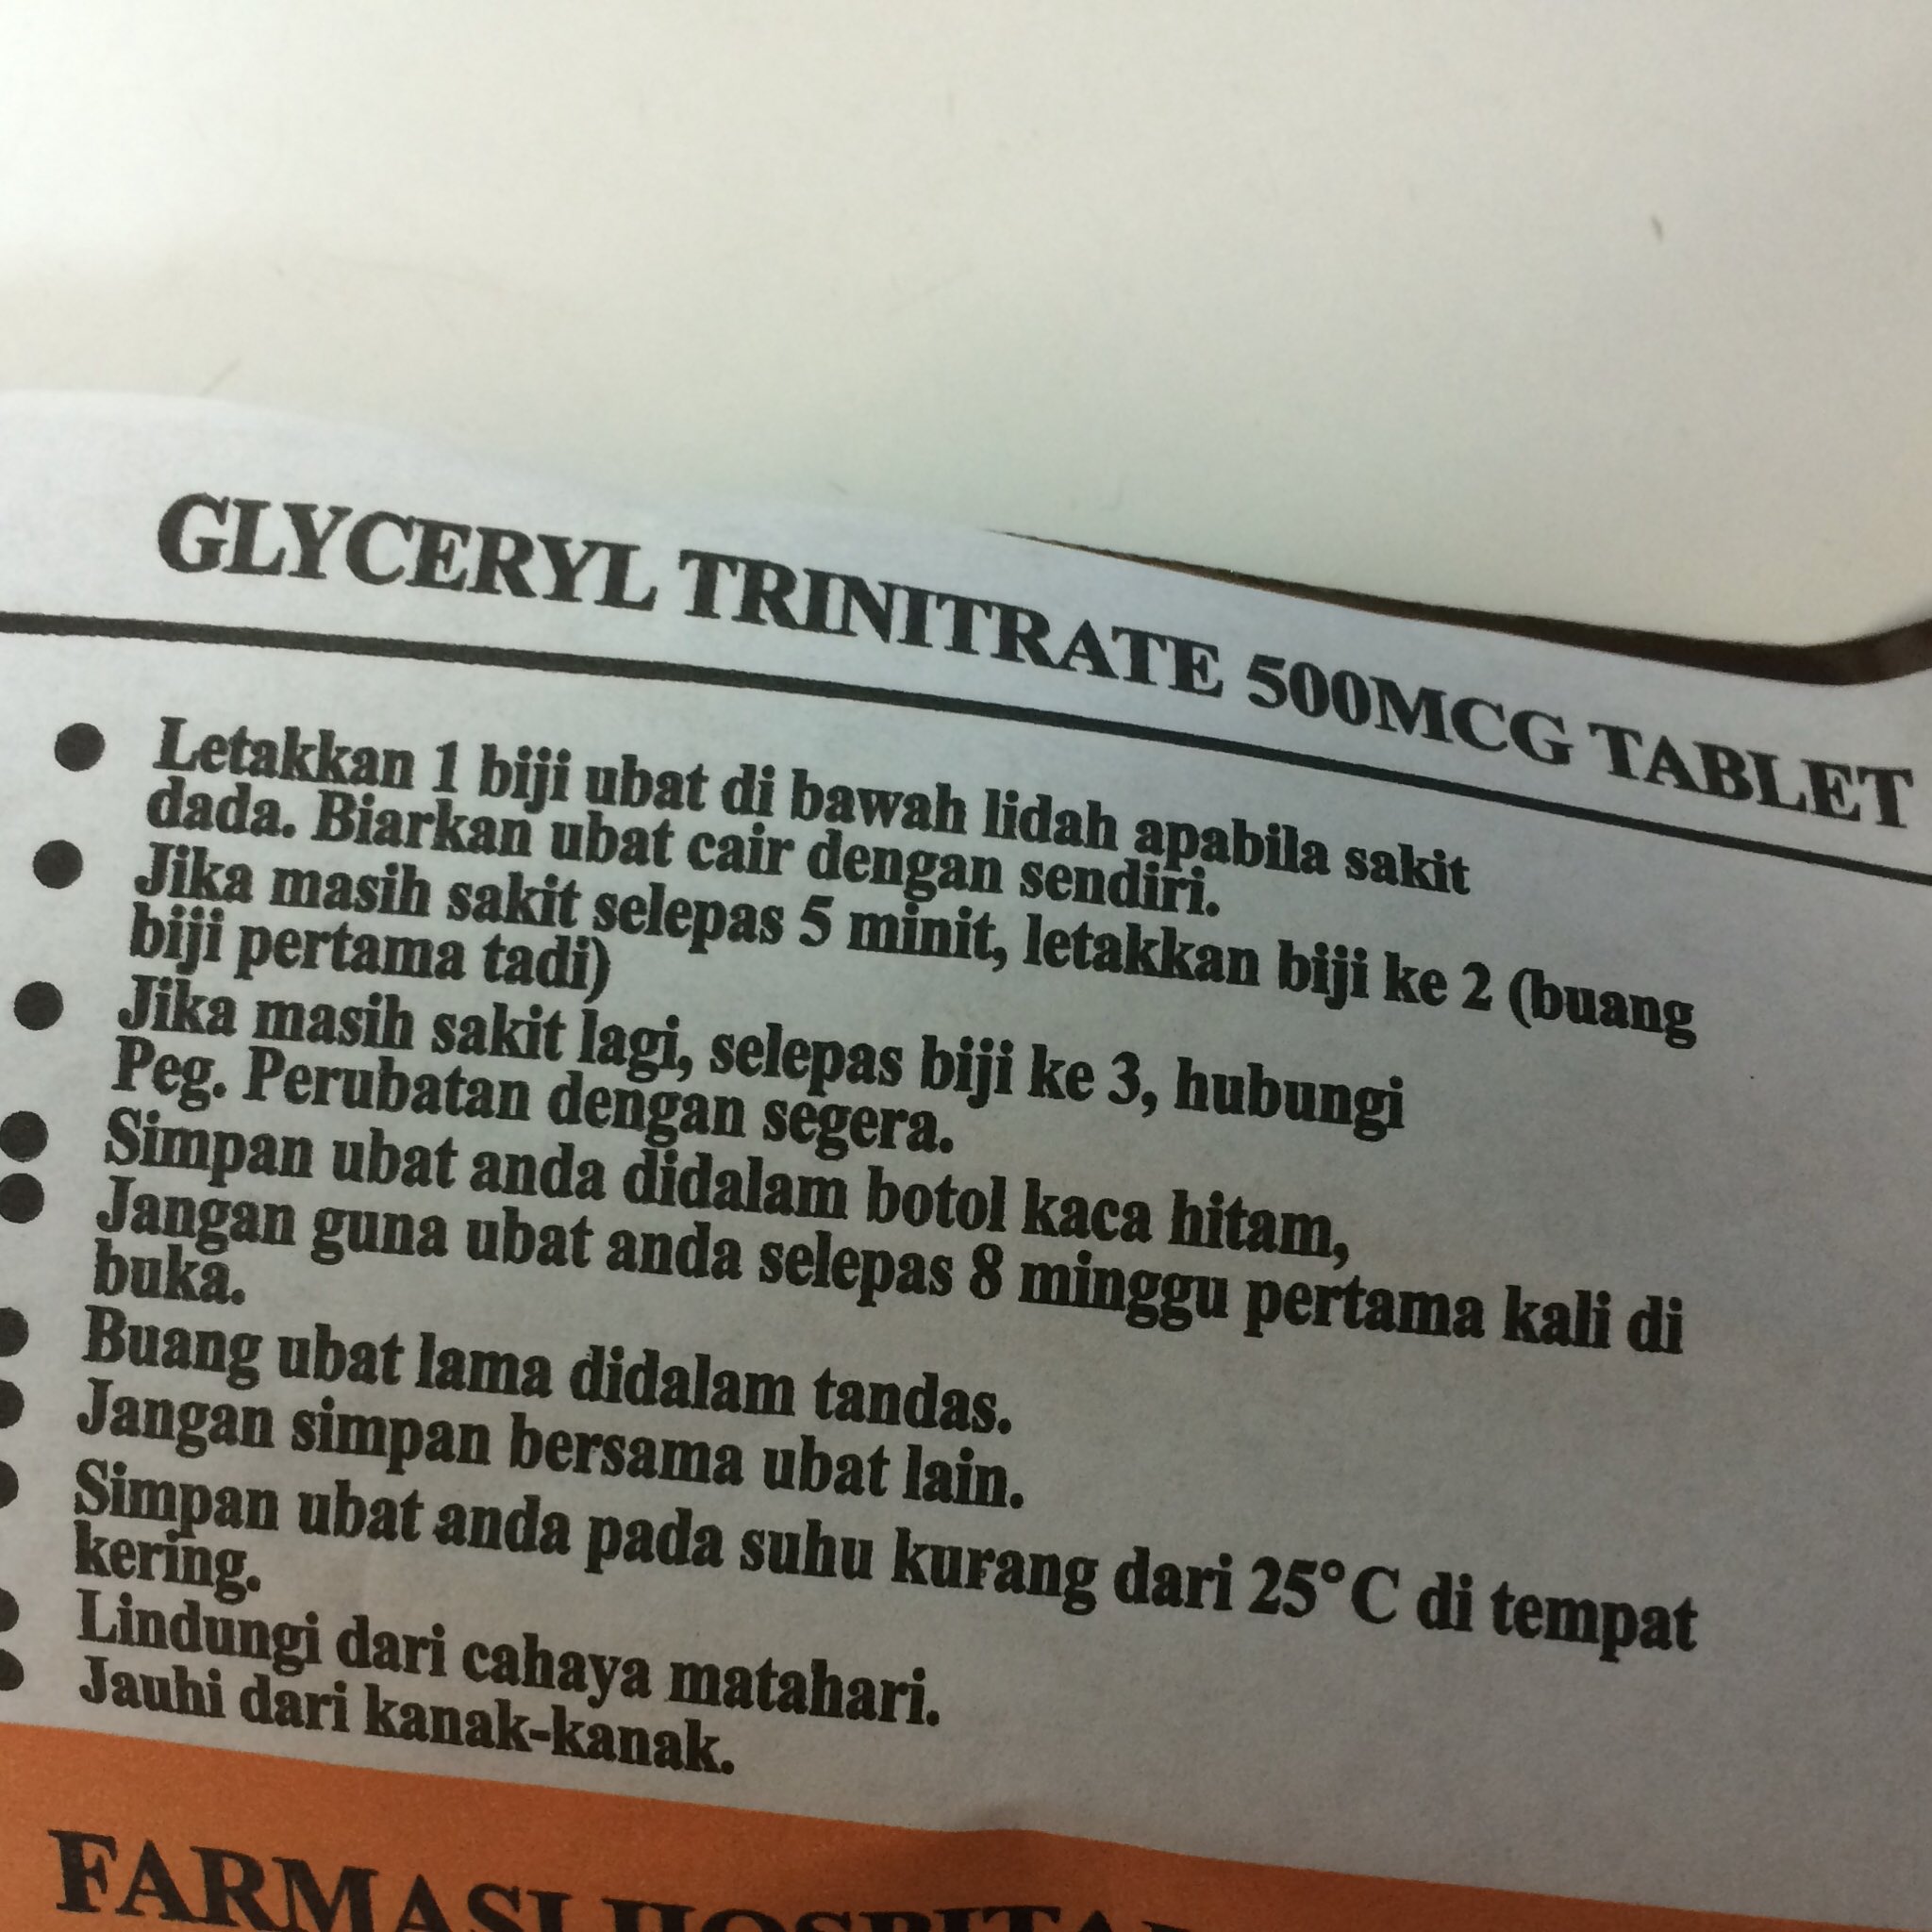 GLYCERYL TRINITRATE 500MCG TABLET
● Letakkan 1 biji ubat di bawah lidah apabila sakit
dada. Biarkan ubat cair dengan sendiri.
● Jika masih sakit selepas 5 minit, letakkan biji ke 2 (buang
biji pertama tadi)
● Jika masih sakit lagi, selepas biji ke 3, hubungi
Peg. Perubatan dengan segera.
● Simpan ubat anda didalam botol kaca hitam,
● Jangan guna ubat anda selepas 8 minggu pertama kali di
buka.
● Buang ubat lama didalam tandas.
● Jangan simpan bersama ubat lain.
● Simpan ubat anda pada suhu kurang dari 25°C di tempat
kering.
● Lindungi dari cahaya matahari.
● Jauhi dari kanak-kanak.
FARMASI HOSPITAL